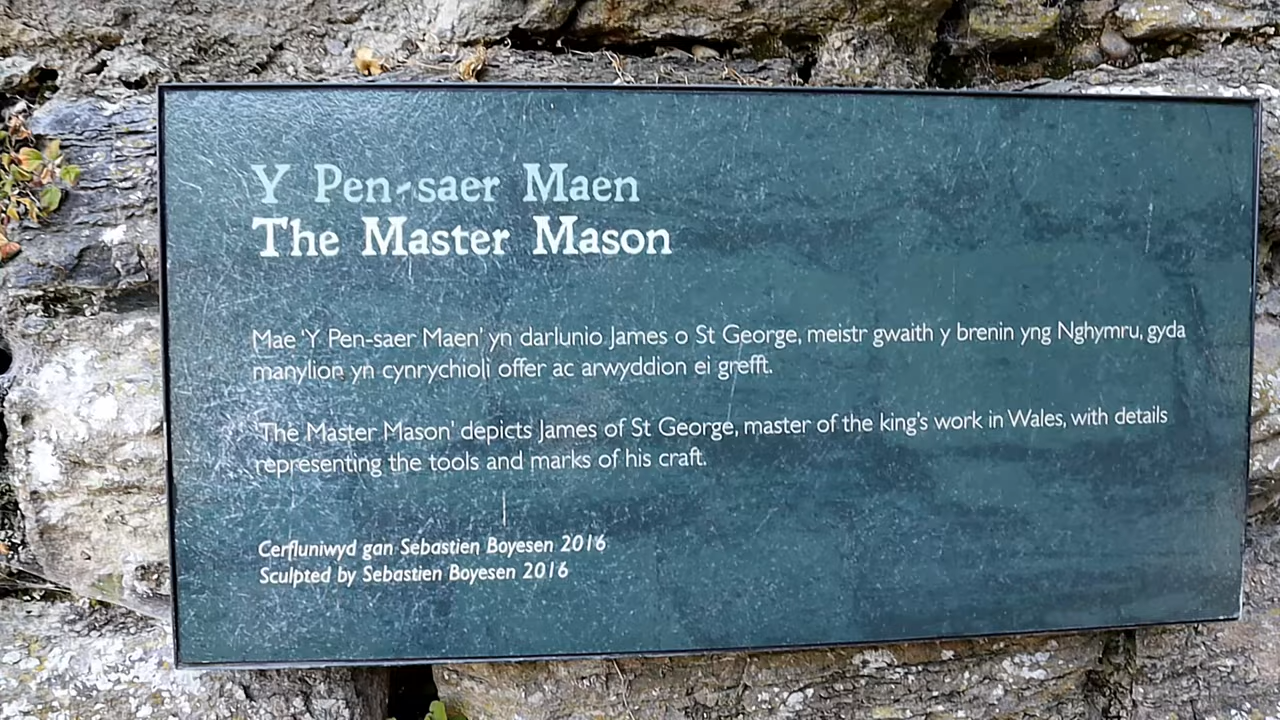 Y Pen-saer Maen
The Master Mason
Mae 'Y Pen-saer Maen' yn darlunio James o St George, meistr gwaith y brenin yng Nghymru, gyda
manylion yn cynrychioli offer ac arwyddion ei grefft.
'The Master Mason' depicts James of St George, master of the king's work in Wales, with details
representing the tools and marks of his craft.
Cerfluniwyd gan Sebastien Boyesen 2016
Sculpted by Sebastien Boyesen 2016